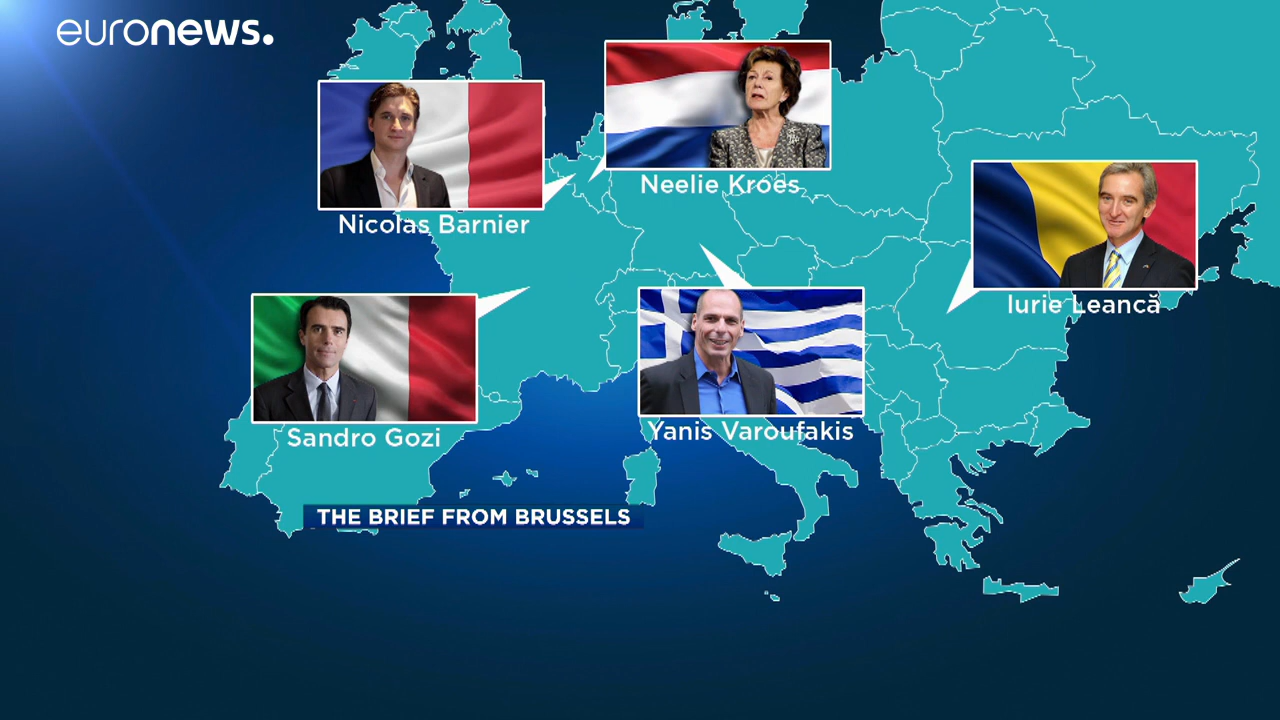 euronews.
Neelie Kroes
Nicolas Barnier
Iurie Leancă
Sandro Gozi
Yanis Varoufakis
THE BRIEF FROM BRUSSELS